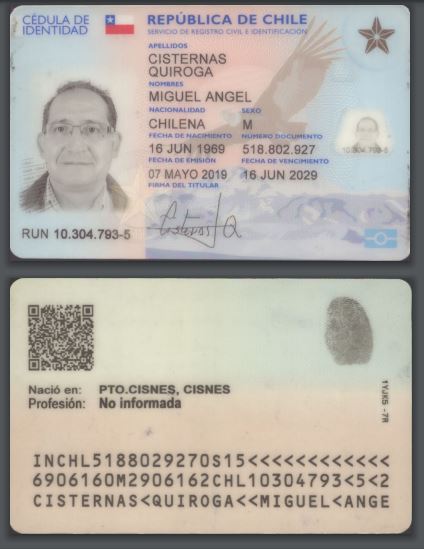 CÉDULA DE
IDENTIDAD
REPÚBLICA DE CHILE
SERVICIO DE REGISTRO CIVIL E IDENTIFICACIÓN
APELLIDOS
CISTERNAS
QUIROGA
NOMBRES
MIGUEL ANGEL
NACIONALIDAD SEXO
CHILENA M
FECHA DE NACIMIENTO NÚMERO DOCUMENTO
16 JUN 1969 518.802.927
FECHA DE EMISIÓN FECHA DE VENCIMIENTO
07 MAYO 2019 16 JUN 2029
FIRMA DEL TITULAR
10.304.793-5
RUN 10.304.793-5
Nació en: PTO.CISNES, CISNES
Profesión: No informada
1YJK5 - 7R
INCHL5188029270S15<<<<<<<<<<<<
6906160M2906162CHL10304793<5<2
CISTERNAS<QUIROGA<<MIGUEL<ANGE